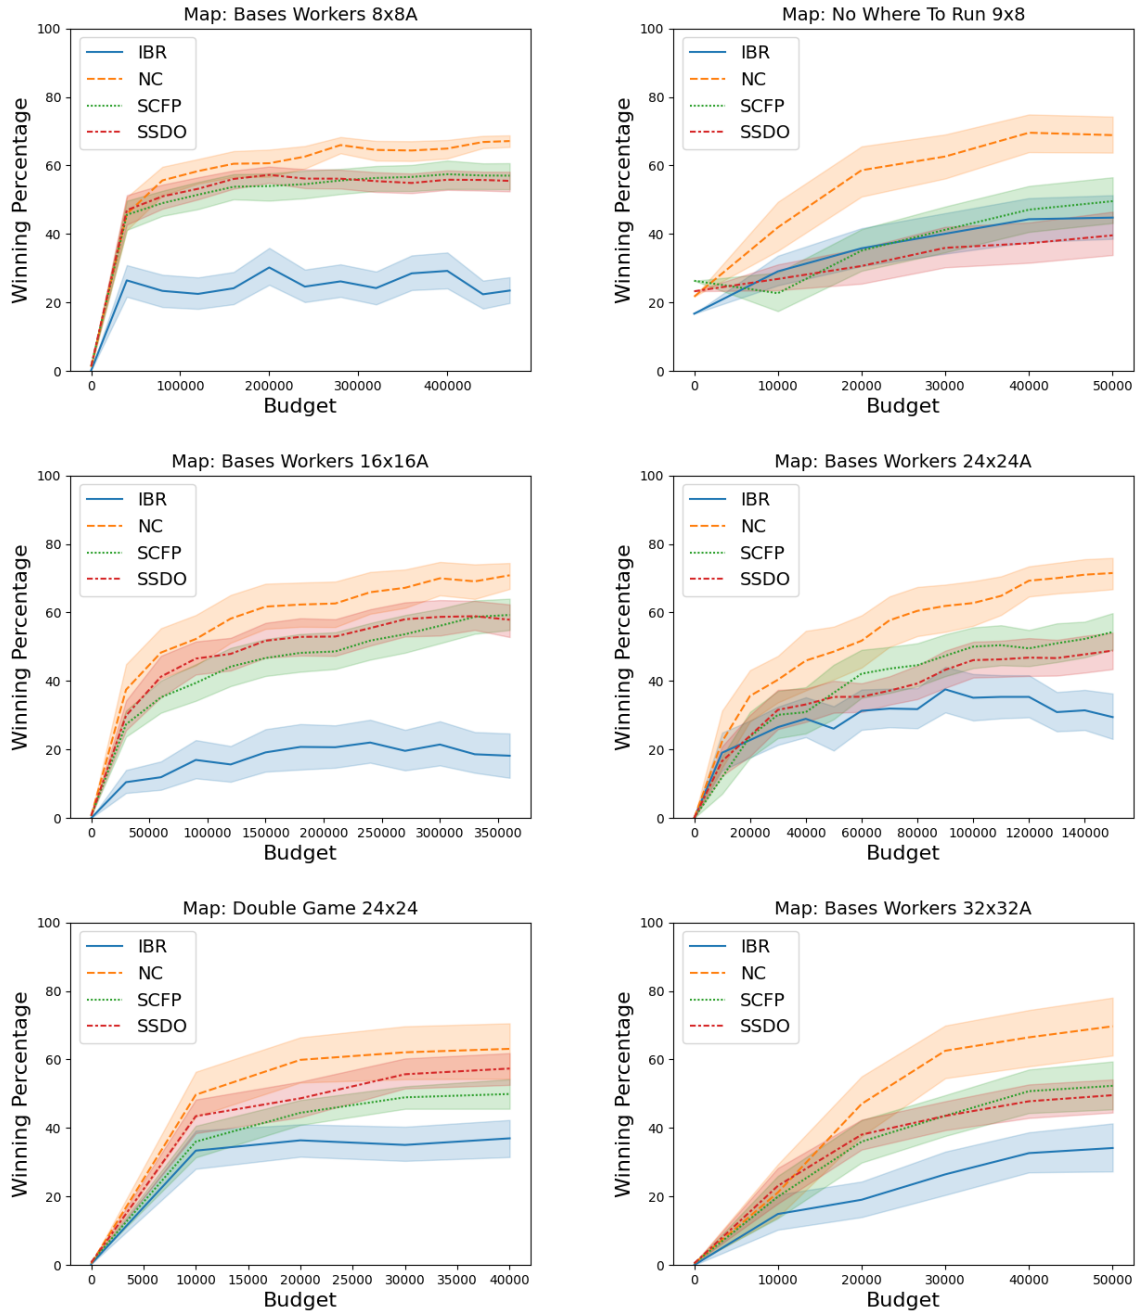 Map: Bases Workers 8x8A
100
80
60
40
20
0
Winning Percentage
IBR
NC
SCFP
SSDO
0 100000 200000 300000 400000
Budget
Map: No Where To Run 9x8
100
80
60
40
20
0
Winning Percentage
IBR
NC
SCFP
SSDO
0 10000 20000 30000 40000 50000
Budget
Map: Bases Workers 16x16A
100
80
60
40
20
0
Winning Percentage
IBR
NC
SCFP
SSDO
0 50000 100000 150000 200000 250000 300000 350000
Budget
Map: Bases Workers 24x24A
100
80
60
40
20
0
Winning Percentage
IBR
NC
SCFP
SSDO
0 20000 40000 60000 80000 100000 120000 140000
Budget
Map: Double Game 24x24
100
80
60
40
20
0
Winning Percentage
IBR
NC
SCFP
SSDO
0 5000 10000 15000 20000 25000 30000 35000 40000
Budget
Map: Bases Workers 32x32A
100
80
60
40
20
0
Winning Percentage
IBR
NC
SCFP
SSDO
0 10000 20000 30000 40000 50000
Budget